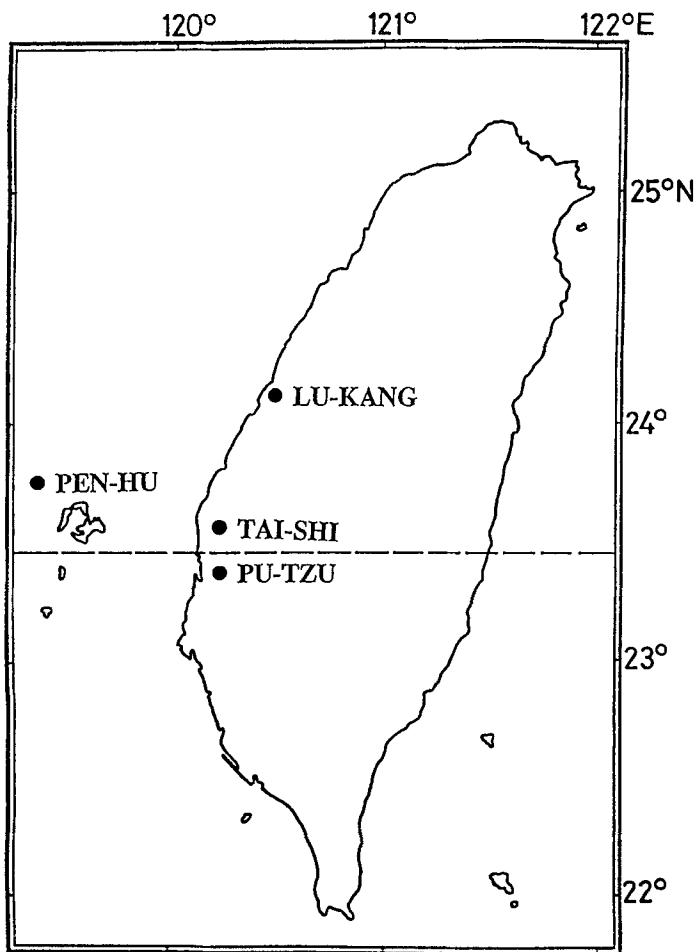 120° 121° 122°E
25°N
LU-KANG
24°
PEN-HU
TAI-SHI
PU-TZU
23°
22°